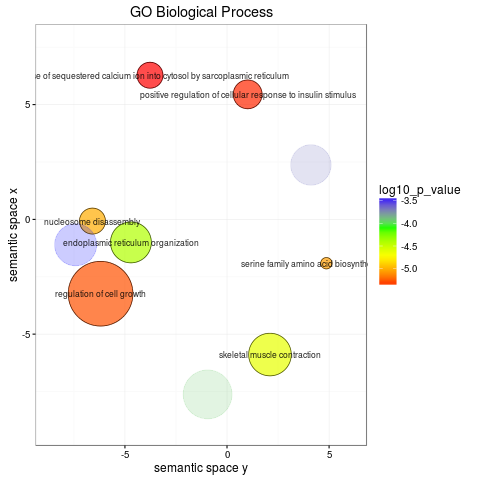 GO Biological Process
e of sequestered calcium ion into cytosol by sarcoplasmic reticulum
positive regulation of cellular response to insulin stimulus
nucleosome disassembly
endoplasmic reticulum organization
serine family amino acid biosynth
regulation of cell growth
skeletal muscle contraction
semantic space x
5
0
-5
-5
0
5
semantic space y
log10_p_value
-3.5
-4.0
-4.5
-5.0